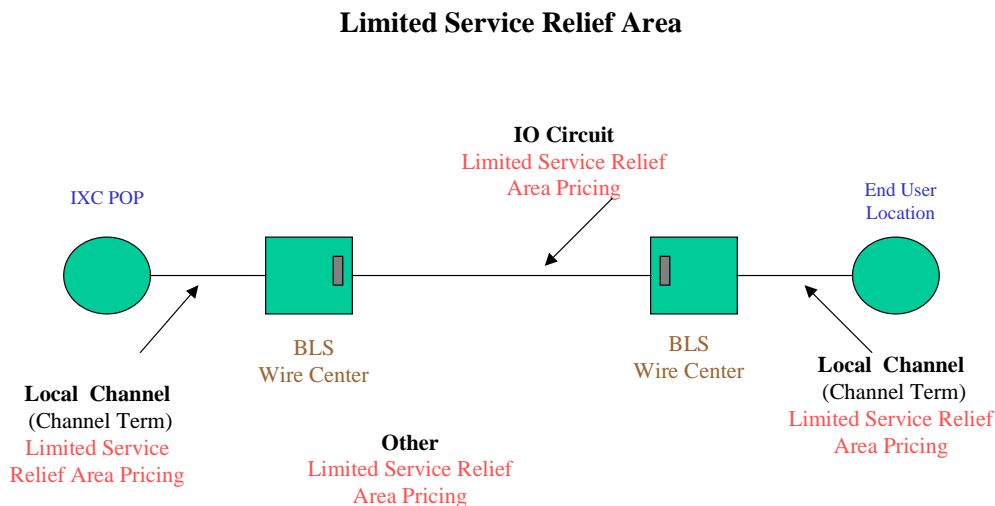 Limited Service Relief Area
IO Circuit
Limited Service Relief
Area Pricing
IXC POP
End User
Location
BLS
Wire Center
BLS
Wire Center
Local Channel
(Channel Term)
Limited Service
Relief Area Pricing
Local Channel
(Channel Term)
Limited Service Relief
Area Pricing
Other
Limited Service Relief
Area Pricing